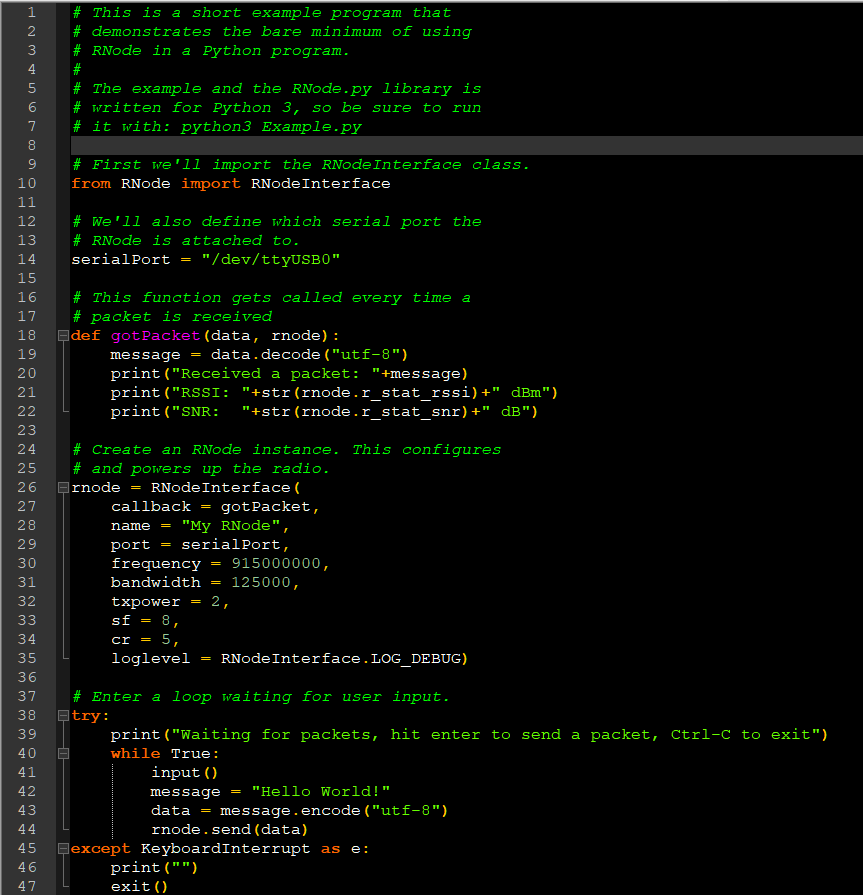 1 # This is a short example program that
2 # demonstrates the bare minimum of using
3 # RNode in a Python program.
4 #
5 # The example and the RNode.py library is
6 # written for Python 3, so be sure to run
7 # it with: python3 Example.py
8
9 # First we'll import the RNodeInterface class.
10 from RNode import RNodeInterface
11
12 # We'll also define which serial port the
13 # RNode is attached to.
14 serialPort = "/dev/ttyUSB0"
15
16 # This function gets called every time a
17 # packet is received
18 def gotPacket(data, rnode):
19     message = data.decode("utf-8")
20     print("Received a packet: "+message)
21     print("RSSI: "+str(rnode.r_stat_rssi)+" dBm")
22     print("SNR:  "+str(rnode.r_stat_snr)+" dB")
23
24 # Create an RNode instance. This configures
25 # and powers up the radio.
26 rnode = RNodeInterface(
27     callback = gotPacket,
28     name = "My RNode",
29     port = serialPort,
30     frequency = 915000000,
31     bandwidth = 125000,
32     txpower = 2,
33     sf = 8,
34     cr = 5,
35     loglevel = RNodeInterface.LOG_DEBUG)
36
37 # Enter a loop waiting for user input.
38 try:
39     print("Waiting for packets, hit enter to send a packet, Ctrl-C to exit")
40     while True:
41         input()
42         message = "Hello World!"
43         data = message.encode("utf-8")
44         rnode.send(data)
45 except KeyboardInterrupt as e:
46     print("")
47     exit()